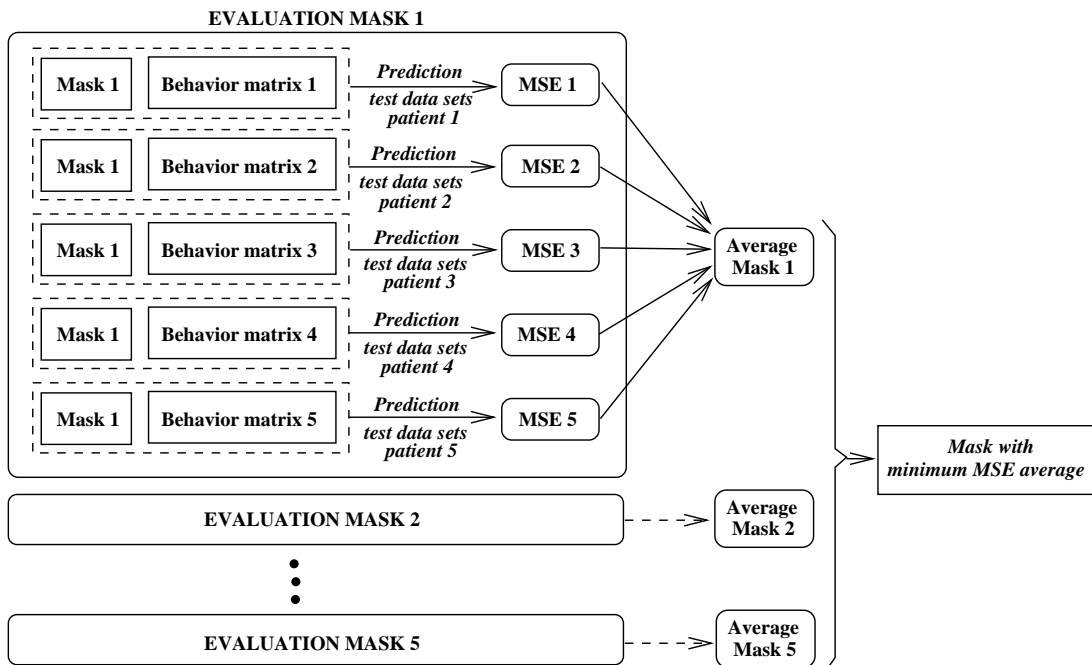 EVALUATION MASK 1
Mask 1
Behavior matrix 1
Prediction
test data sets
patient 1
MSE 1
Mask 1
Behavior matrix 2
Prediction
test data sets
patient 2
MSE 2
Mask 1
Behavior matrix 3
Prediction
test data sets
patient 3
MSE 3
Average
Mask 1
Mask 1
Behavior matrix 4
Prediction
test data sets
patient 4
MSE 4
Mask 1
Behavior matrix 5
Prediction
test data sets
patient 5
MSE 5
Mask with
minimum MSE average
EVALUATION MASK 2
Average
Mask 2
EVALUATION MASK 5
Average
Mask 5